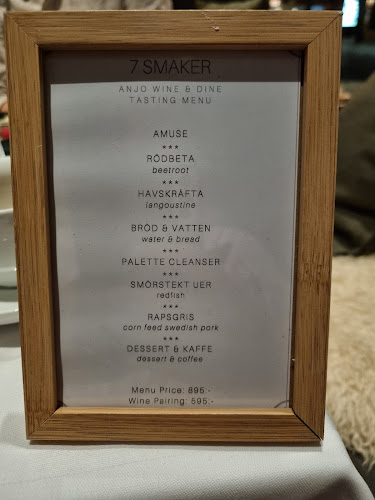 7 SMAKER
ANJO WINE & DINE
TASTING MENU
AMUSE
***
RÖDBETA
beetroot
***
HAVSKRÄFTA
langoustine
***
BRÖD & VATTEN
water & bread
***
PALETTE CLEANSER
***
SMÖRSTEKT UER
redfish
***
RAPSGRIS
corn feed swedish pork
***
DESSERT & KAFFE
dessert & coffee
Menu Price: 895:-
Wine Pairing: 695:-